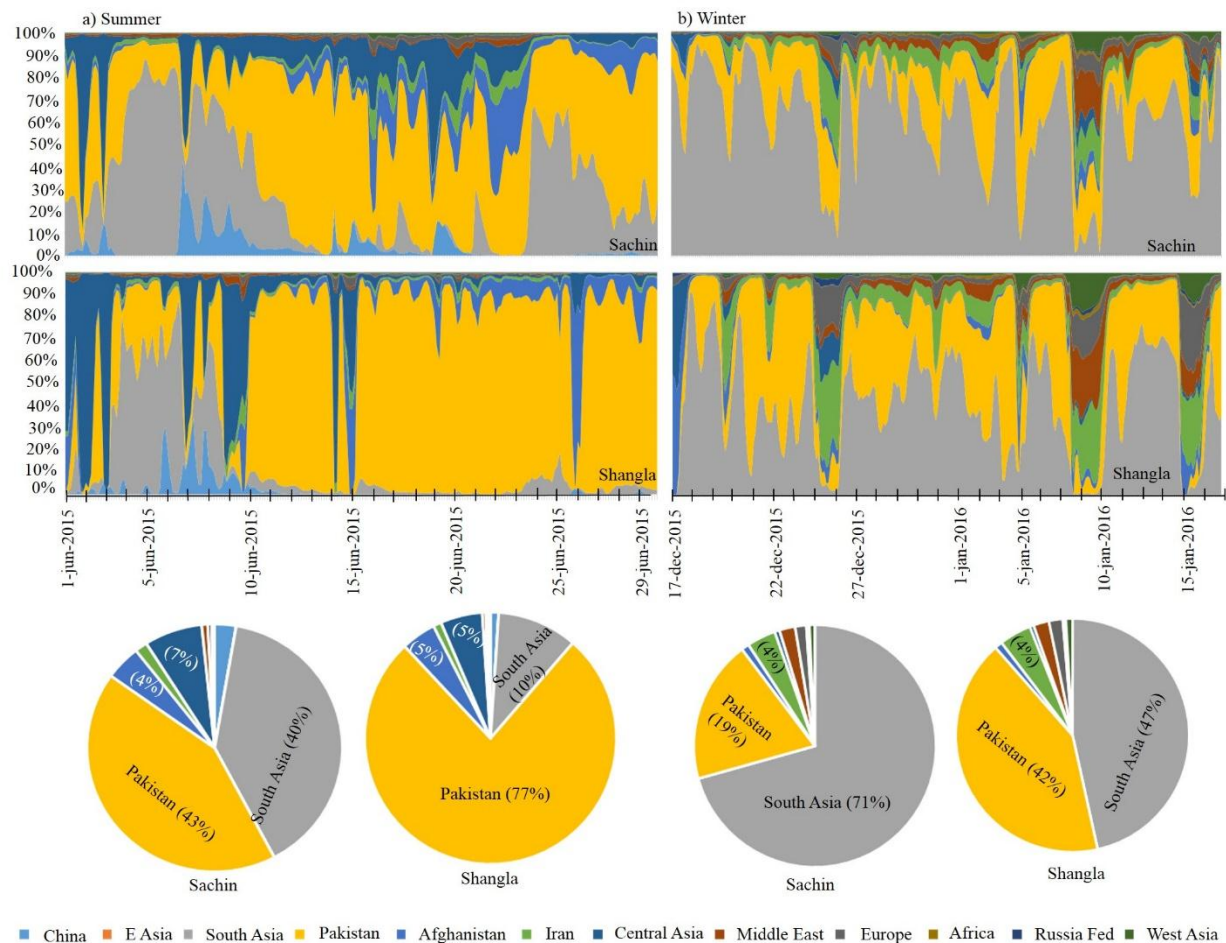 a) Summer
b) Winter
100%
90%
80%
70%
60%
50%
40%
30%
20%
10%
0%
Sachin
Sachin
100%
90%
80%
70%
60%
50%
40%
30%
20%
10%
0%
Shangla
Shangla
1-jun-2015
5-jun-2015
10-jun-2015
15-jun-2015
20-jun-2015
25-jun-2015
29-jun-2015
17-dec-2015
22-dec-2015
27-dec-2015
1-jan-2016
5-jan-2016
10-jan-2016
15-jan-2016
(7%)
(4%)
South Asia (40%)
Pakistan (43%)
Sachin
(5%)
(5%)
South Asia
(10%)
Pakistan (77%)
Shangla
(4%)
Pakistan
(19%)
South Asia (71%)
Sachin
(4%)
South Asia (47%)
Pakistan (42%)
Shangla
China E Asia South Asia Pakistan Afghanistan Iran Central Asia Middle East Europe Africa Russia Fed West Asia